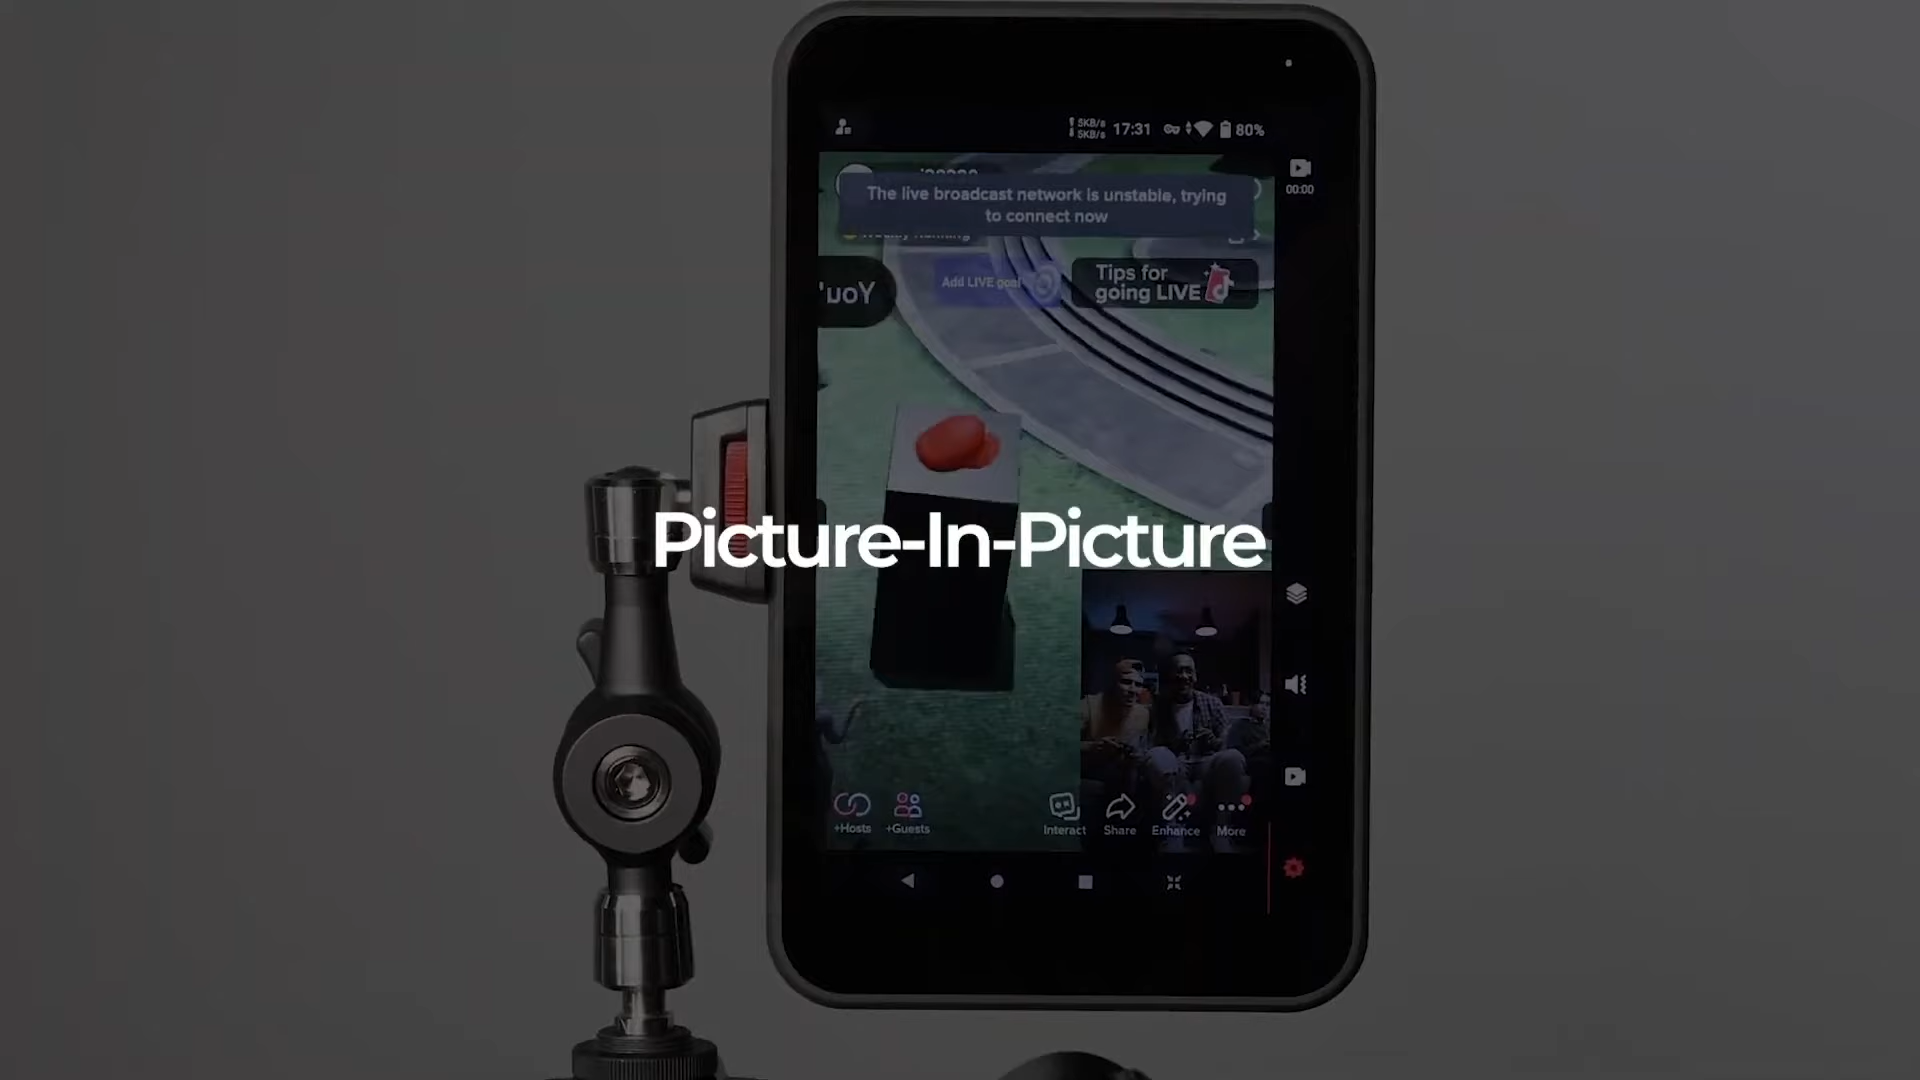 5KB/s
5KB/s
17:31
80%
00:00
The live broadcast network is unstable, trying
to connect now
You'
Add LIVE goal
Tips for
going LIVE
Picture-In-Picture
+Hosts
+Guests
Interact
Share
Enhance
More